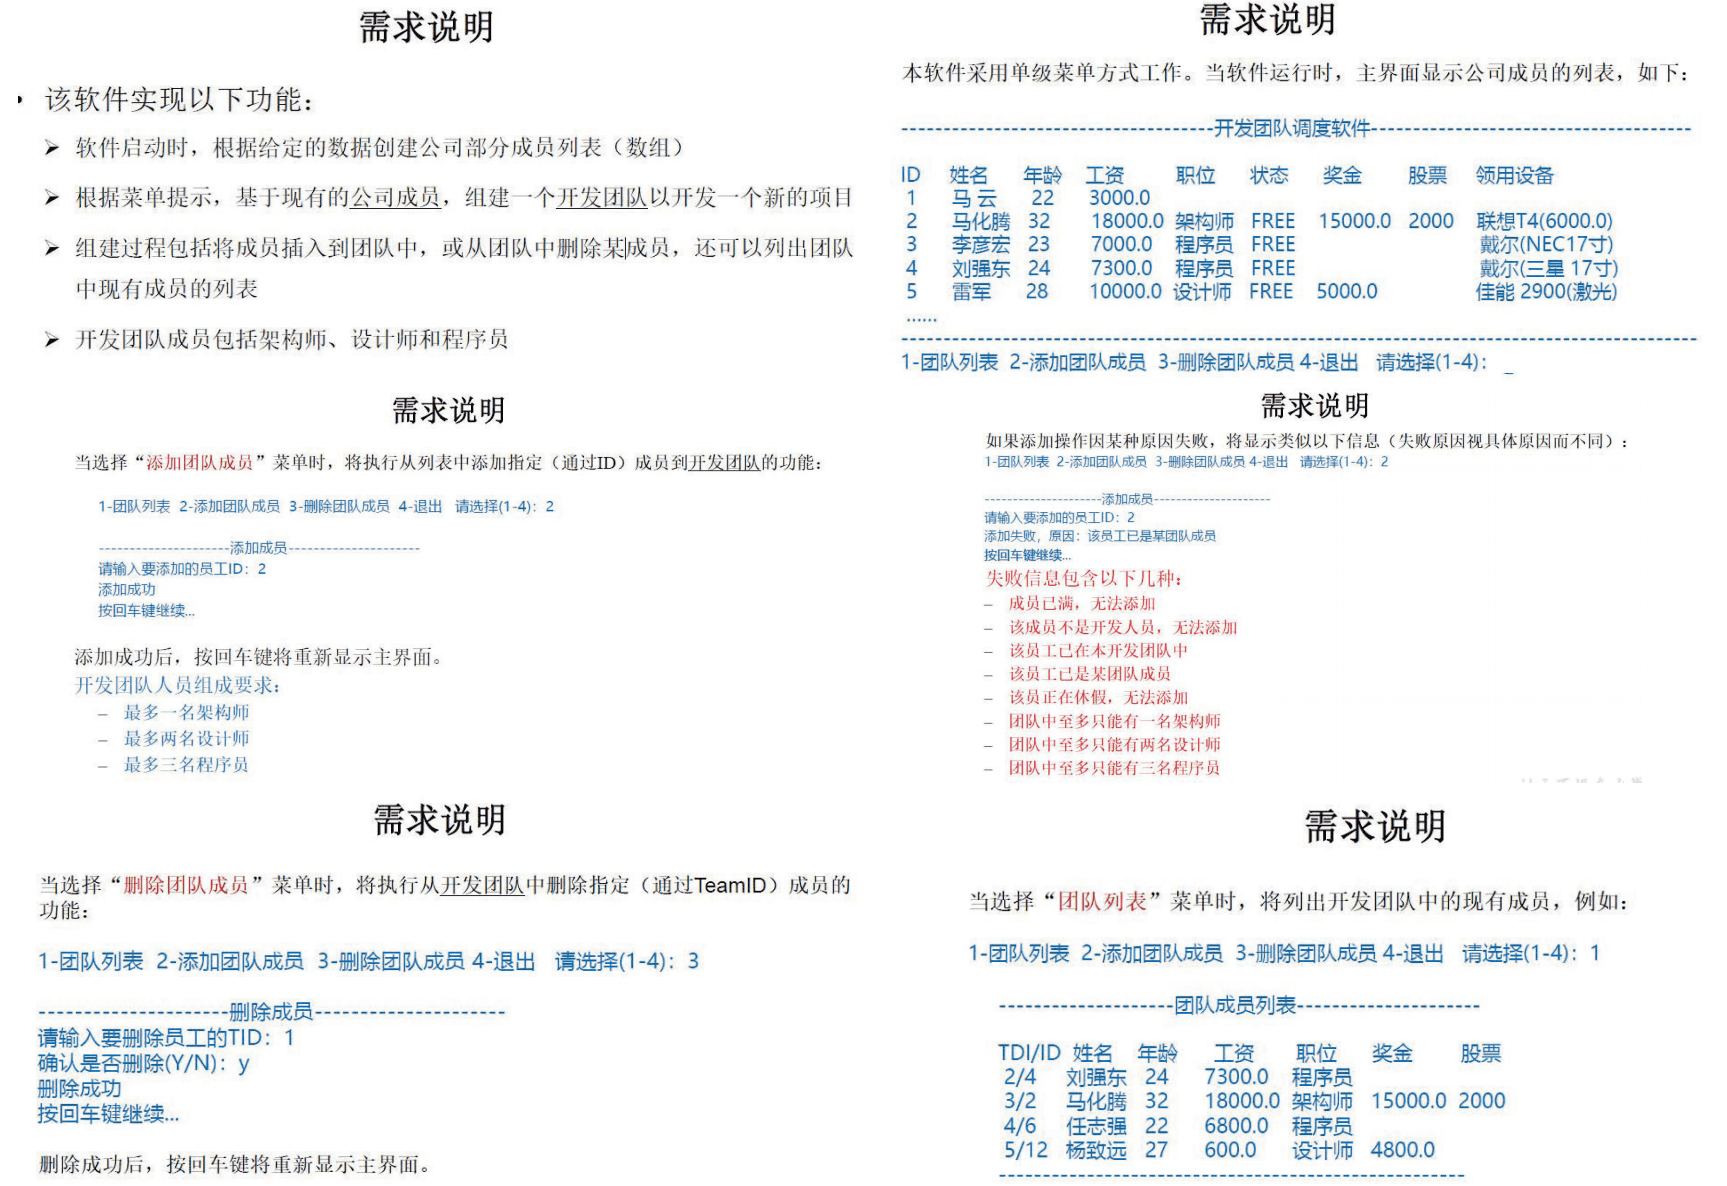 需求说明
• 该软件实现以下功能：
➢ 软件启动时，根据给定的数据创建公司部分成员列表（数组）
➢ 根据菜单提示，基于现有的公司成员，组建一个开发团队以开发一个新的项目
➢ 组建过程包括将成员插入到团队中，或从团队中删除某成员，还可以列出团队
中现有成员的列表
➢ 开发团队成员包括架构师、设计师和程序员
需求说明
本软件采用单级菜单方式工作。当软件运行时，主界面显示公司成员的列表，如下：
-------------------------------------开发团队调度软件--------------------------------------
ID 姓名 年龄 工资 职位 状态 奖金 股票 领用设备
1 马 云 22 3000.0
2 马化腾 32 18000.0 架构师 FREE 15000.0 2000 联想T4(6000.0)
3 李彦宏 23 7000.0 程序员 FREE 戴尔(NEC17寸)
4 刘强东 24 7300.0 程序员 FREE 戴尔(三星 17寸)
5 雷军 28 10000.0 设计师 FREE 5000.0 佳能 2900(激光)
......
----------------------------------------------------------------------------------------------
1-团队列表 2-添加团队成员 3-删除团队成员 4-退出 请选择(1-4)： _
需求说明
当选择“添加团队成员”菜单时，将执行从列表中添加指定（通过ID）成员到开发团队的功能：
1-团队列表 2-添加团队成员 3-删除团队成员 4-退出 请选择(1-4)：2
---------------------添加成员---------------------
请输入要添加的员工ID：2
添加成功
按回车键继续...
添加成功后，按回车键将重新显示主界面。
开发团队人员组成要求：
– 最多一名架构师
– 最多两名设计师
– 最多三名程序员
需求说明
如果添加操作因某种原因失败，将显示类似以下信息（失败原因视具体原因而不同）：
1-团队列表 2-添加团队成员 3-删除团队成员 4-退出 请选择(1-4)：2
---------------------添加成员---------------------
请输入要添加的员工ID：2
添加失败，原因：该员工已是某团队成员
按回车键继续...
失败信息包含以下几种：
– 成员已满，无法添加
– 该成员不是开发人员，无法添加
– 该员工已在本开发团队中
– 该员工已是某团队成员
– 该员正在休假，无法添加
– 团队中至多只能有一名架构师
– 团队中至多只能有两名设计师
– 团队中至多只能有三名程序员
需求说明
当选择“删除团队成员”菜单时，将执行从开发团队中删除指定（通过TeamID）成员的
功能：
1-团队列表 2-添加团队成员 3-删除团队成员 4-退出 请选择(1-4)：3
---------------------删除成员---------------------
请输入要删除员工的TID：1
确认是否删除(Y/N)：y
删除成功
按回车键继续...
删除成功后，按回车键将重新显示主界面。
需求说明
当选择“团队列表”菜单时，将列出开发团队中的现有成员，例如：
1-团队列表 2-添加团队成员 3-删除团队成员 4-退出 请选择(1-4)：1
--------------------团队成员列表---------------------
TDI/ID 姓名 年龄 工资 职位 奖金 股票
2/4 刘强东 24 7300.0 程序员
3/2 马化腾 32 18000.0 架构师 15000.0 2000
4/6 任志强 22 6800.0 程序员
5/12 杨致远 27 600.0 设计师 4800.0
-----------------------------------------------------